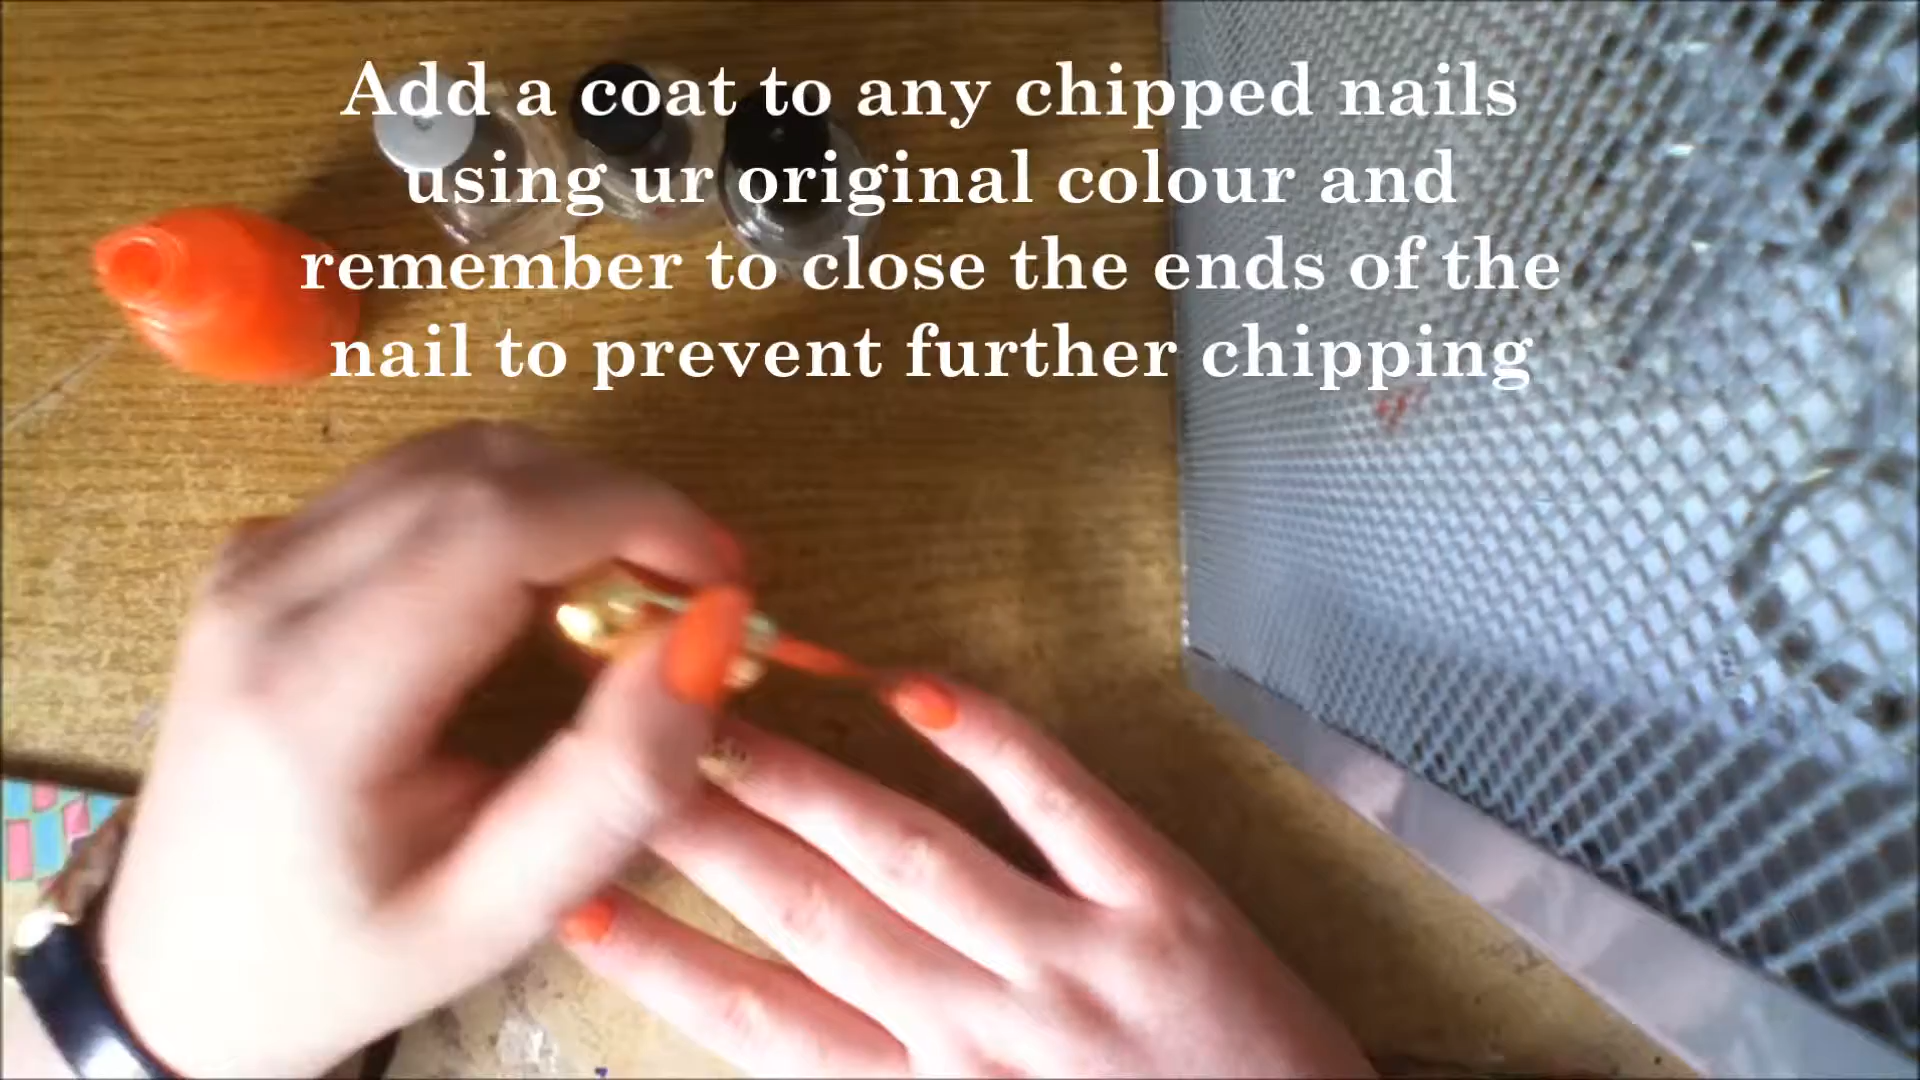 Add a coat to any chipped nails
using ur original colour and
remember to close the ends of the
nail to prevent further chipping